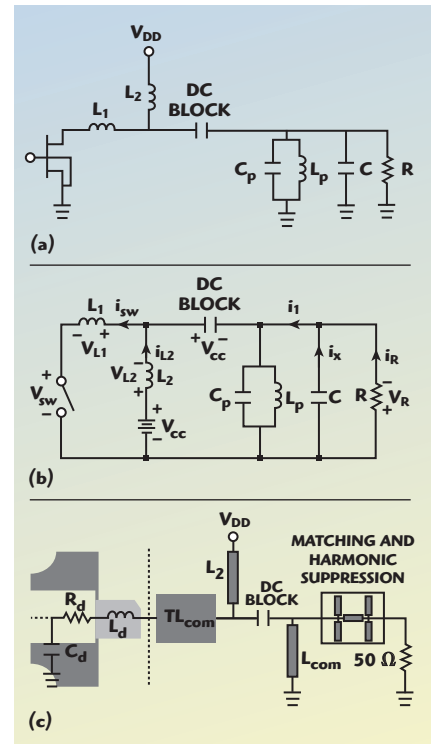 V_DD
L_2 DC
BLOCK
L_1
C_p L_p C R
(a)
L_1 i_sw DC
BLOCK i_1
V_L1 V_cc
V_sw V_L2 i_L2 L_2 i_x i_R
C_p L_p C R V_R
V_cc
(b)
V_DD
MATCHING AND
HARMONIC
SUPPRESSION
L_2 DC
BLOCK
R_d
L_d TL_com
C_d L_com 50 Ω
(c)